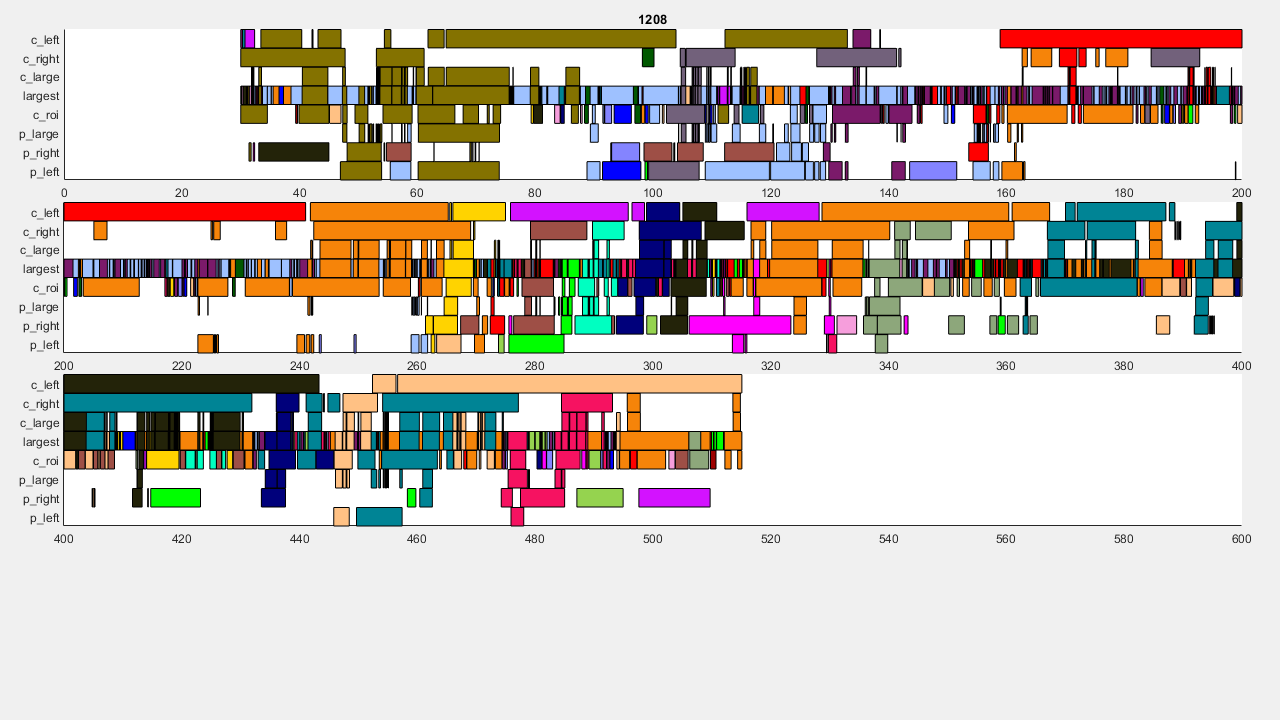 1208
c_left
c_right
c_large
largest
c_roi
p_large
p_right
p_left
0 20 40 60 80 100 120 140 160 180 200
c_left
c_right
c_large
largest
c_roi
p_large
p_right
p_left
200 220 240 260 280 300 320 340 360 380 400
c_left
c_right
c_large
largest
c_roi
p_large
p_right
p_left
400 420 440 460 480 500 520 540 560 580 600